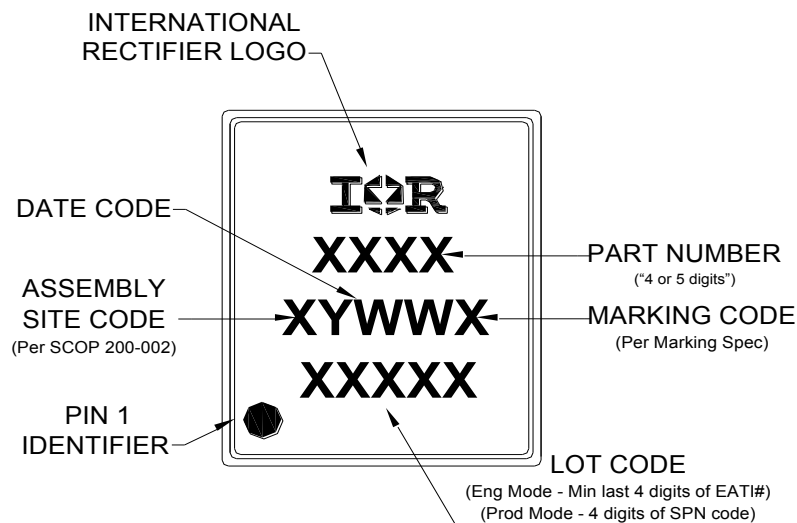 INTERNATIONAL
RECTIFIER LOGO
IOR
DATE CODE
XXXX
PART NUMBER
(“4 or 5 digits”)
ASSEMBLY
SITE CODE
(Per SCOP 200-002)
XYWWX
MARKING CODE
(Per Marking Spec)
XXXXX
PIN 1
IDENTIFIER
LOT CODE
(Eng Mode - Min last 4 digits of EATI#)
(Prod Mode - 4 digits of SPN code)